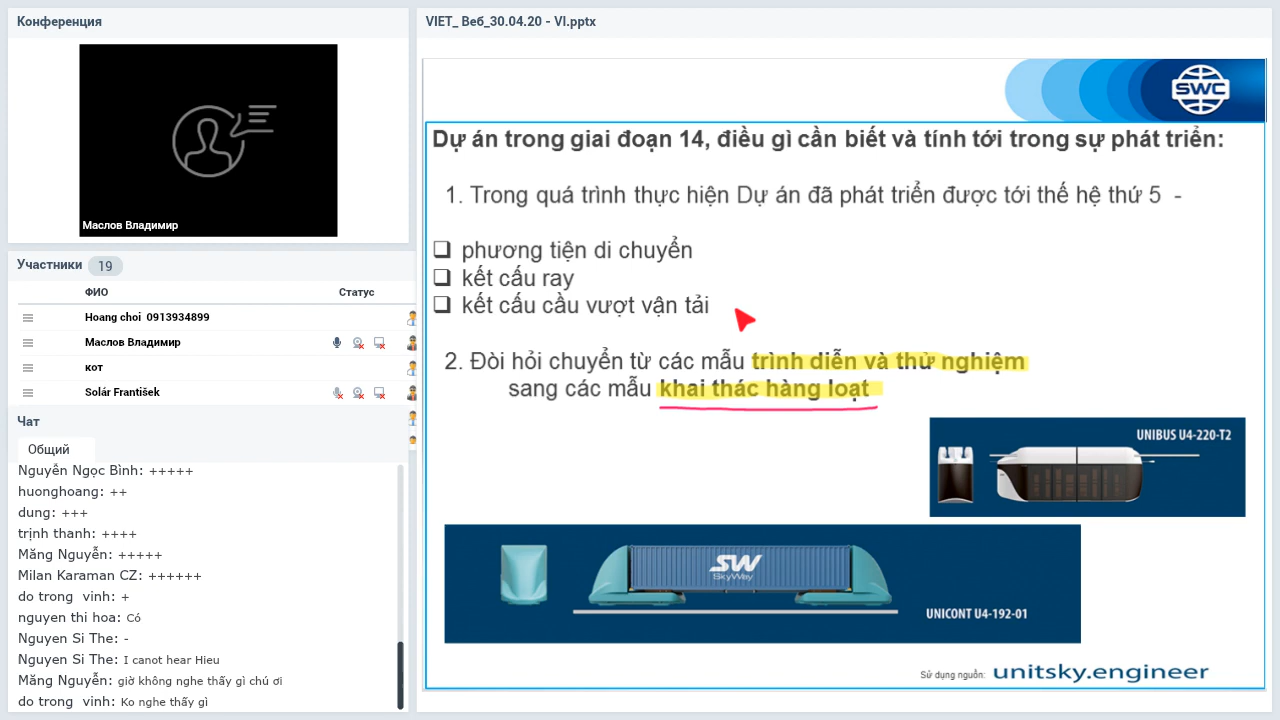 Конференция
Маслов Владимир
Участники 19
ФИО Статус
Hoang choi 0913934899
Маслов Владимир
кот
Solár František
Чат
Общий
Nguyễn Ngọc Bình: +++++
huonghoang: ++
dung: +++
trịnh thanh: ++++
Măng Nguyễn: +++++
Milan Karaman CZ: ++++++
do trong vinh: +
nguyen thi hoa: Có
Nguyen Si The: -
Nguyen Si The: I canot hear Hieu
Măng Nguyễn: giờ không nghe thấy gì chú ơi
do trong vinh: Ko nghe thấy gì
VIET_ Веб_30.04.20 - VI.pptx
SWC
Dự án trong giai đoạn 14, điều gì cần biết và tính tới trong sự phát triển:
1. Trong quá trình thực hiện Dự án đã phát triển được tới thế hệ thứ 5 -
❑ phương tiện di chuyển
❑ kết cấu ray
❑ kết cấu cầu vượt vận tải
2. Đòi hỏi chuyển từ các mẫu trình diễn và thử nghiệm
sang các mẫu khai thác hàng loạt
UNIBUS U4-220-T2
SW
SkyWay
UNICONT U4-192-01
Sử dụng nguồn: unitsky.engineer